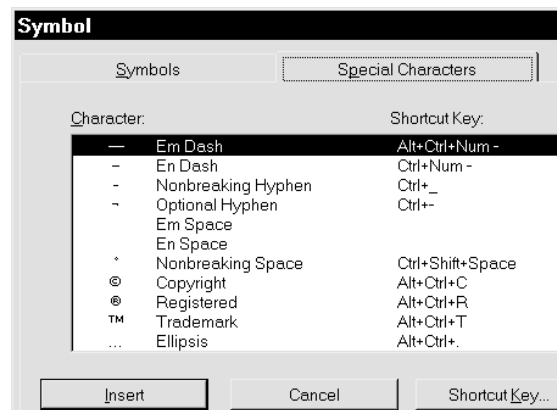 Symbol
Symbols Special Characters
Character: Shortcut Key:
— Em Dash Alt+Ctrl+Num -
– En Dash Ctrl+Num -
- Nonbreaking Hyphen Ctrl+_
¬ Optional Hyphen Ctrl+-
Em Space
En Space
° Nonbreaking Space Ctrl+Shift+Space
© Copyright Alt+Ctrl+C
® Registered Alt+Ctrl+R
™ Trademark Alt+Ctrl+T
... Ellipsis Alt+Ctrl+.
Insert Cancel Shortcut Key...